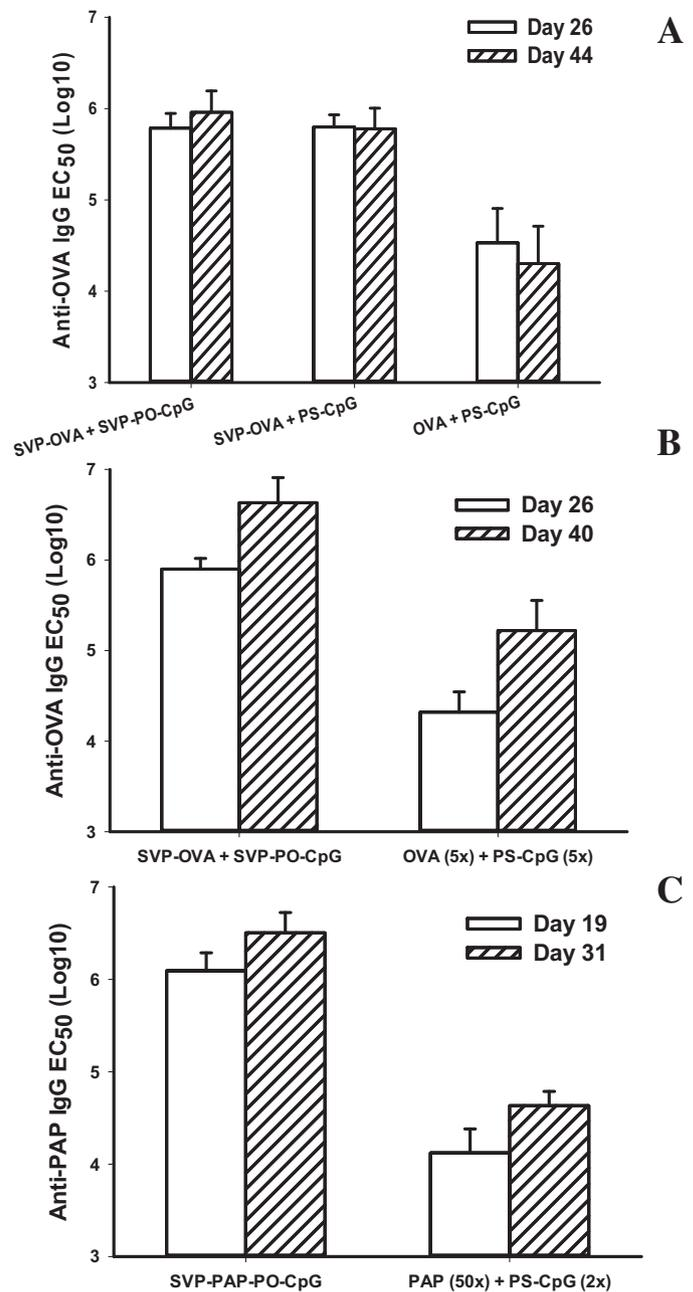 A
7
6
5
4
3
Anti-OVA IgG EC50 (Log10)
Day 26
Day 44
SVP-OVA + SVP-PO-CpG
SVP-OVA + PS-CpG
OVA + PS-CpG
B
7
6
5
4
3
Anti-OVA IgG EC50 (Log10)
Day 26
Day 40
SVP-OVA + SVP-PO-CpG
OVA (5x) + PS-CpG (5x)
C
7
6
5
4
3
Anti-PAP IgG EC50 (Log10)
Day 19
Day 31
SVP-PAP-PO-CpG
PAP (50x) + PS-CpG (2x)